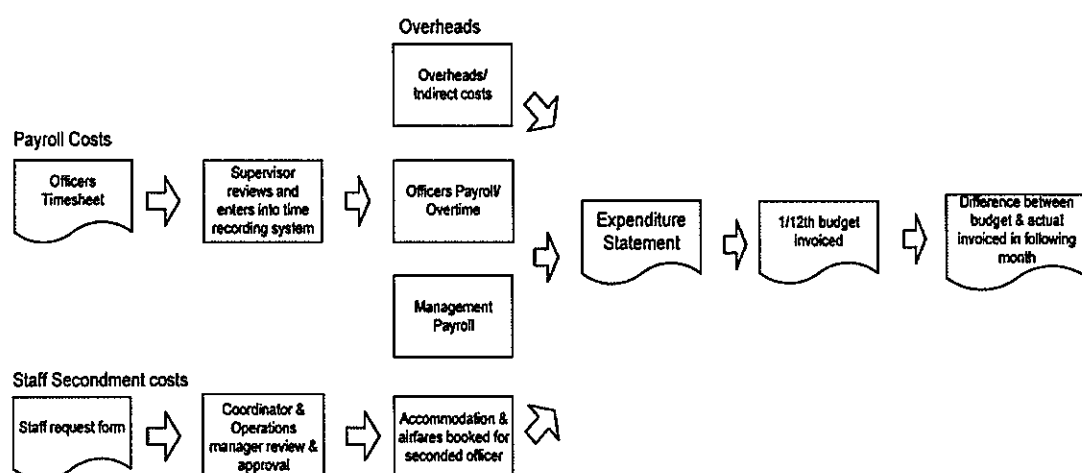 Overheads
Overheads/
Indirect costs
Payroll Costs
Officers
Timesheet
Supervisor
reviews and
enters into time
recording system
Officers Payroll/
Overtime
Management
Payroll
Expenditure
Statement
1/12th budget
invoiced
Difference between
budget & actual
invoiced in following
month
Staff Secondment costs
Staff request form
Coordinator &
Operations
manager review &
approval
Accommodation &
airfares booked for
seconded officer